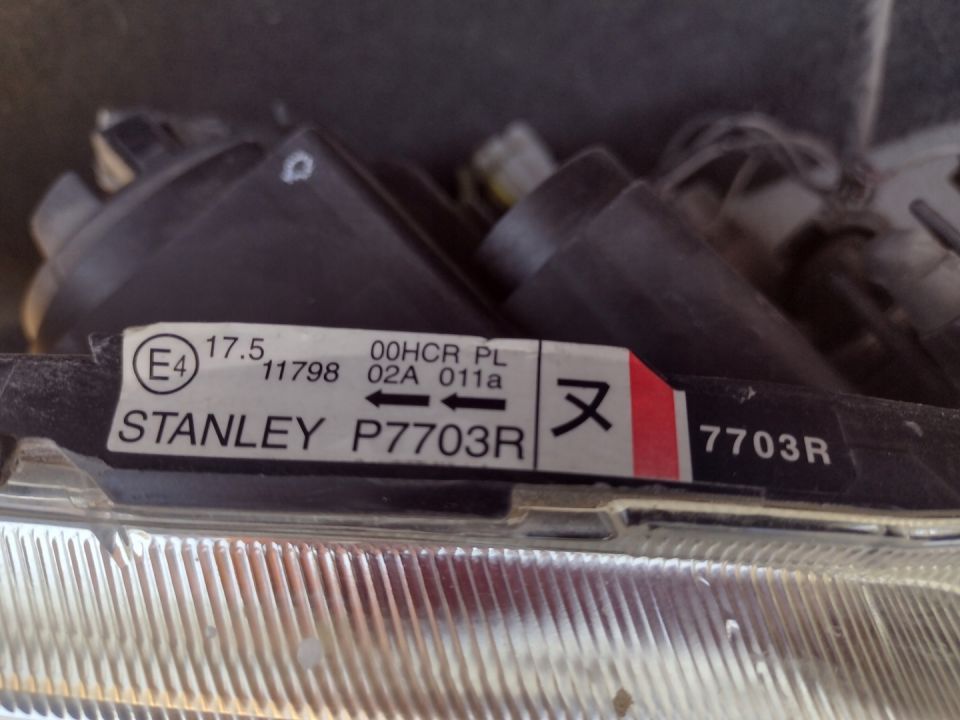 E4 17.5 11798 00HCR PL
02A 011a
← ←
STANLEY P7703R
ヌ
7703R